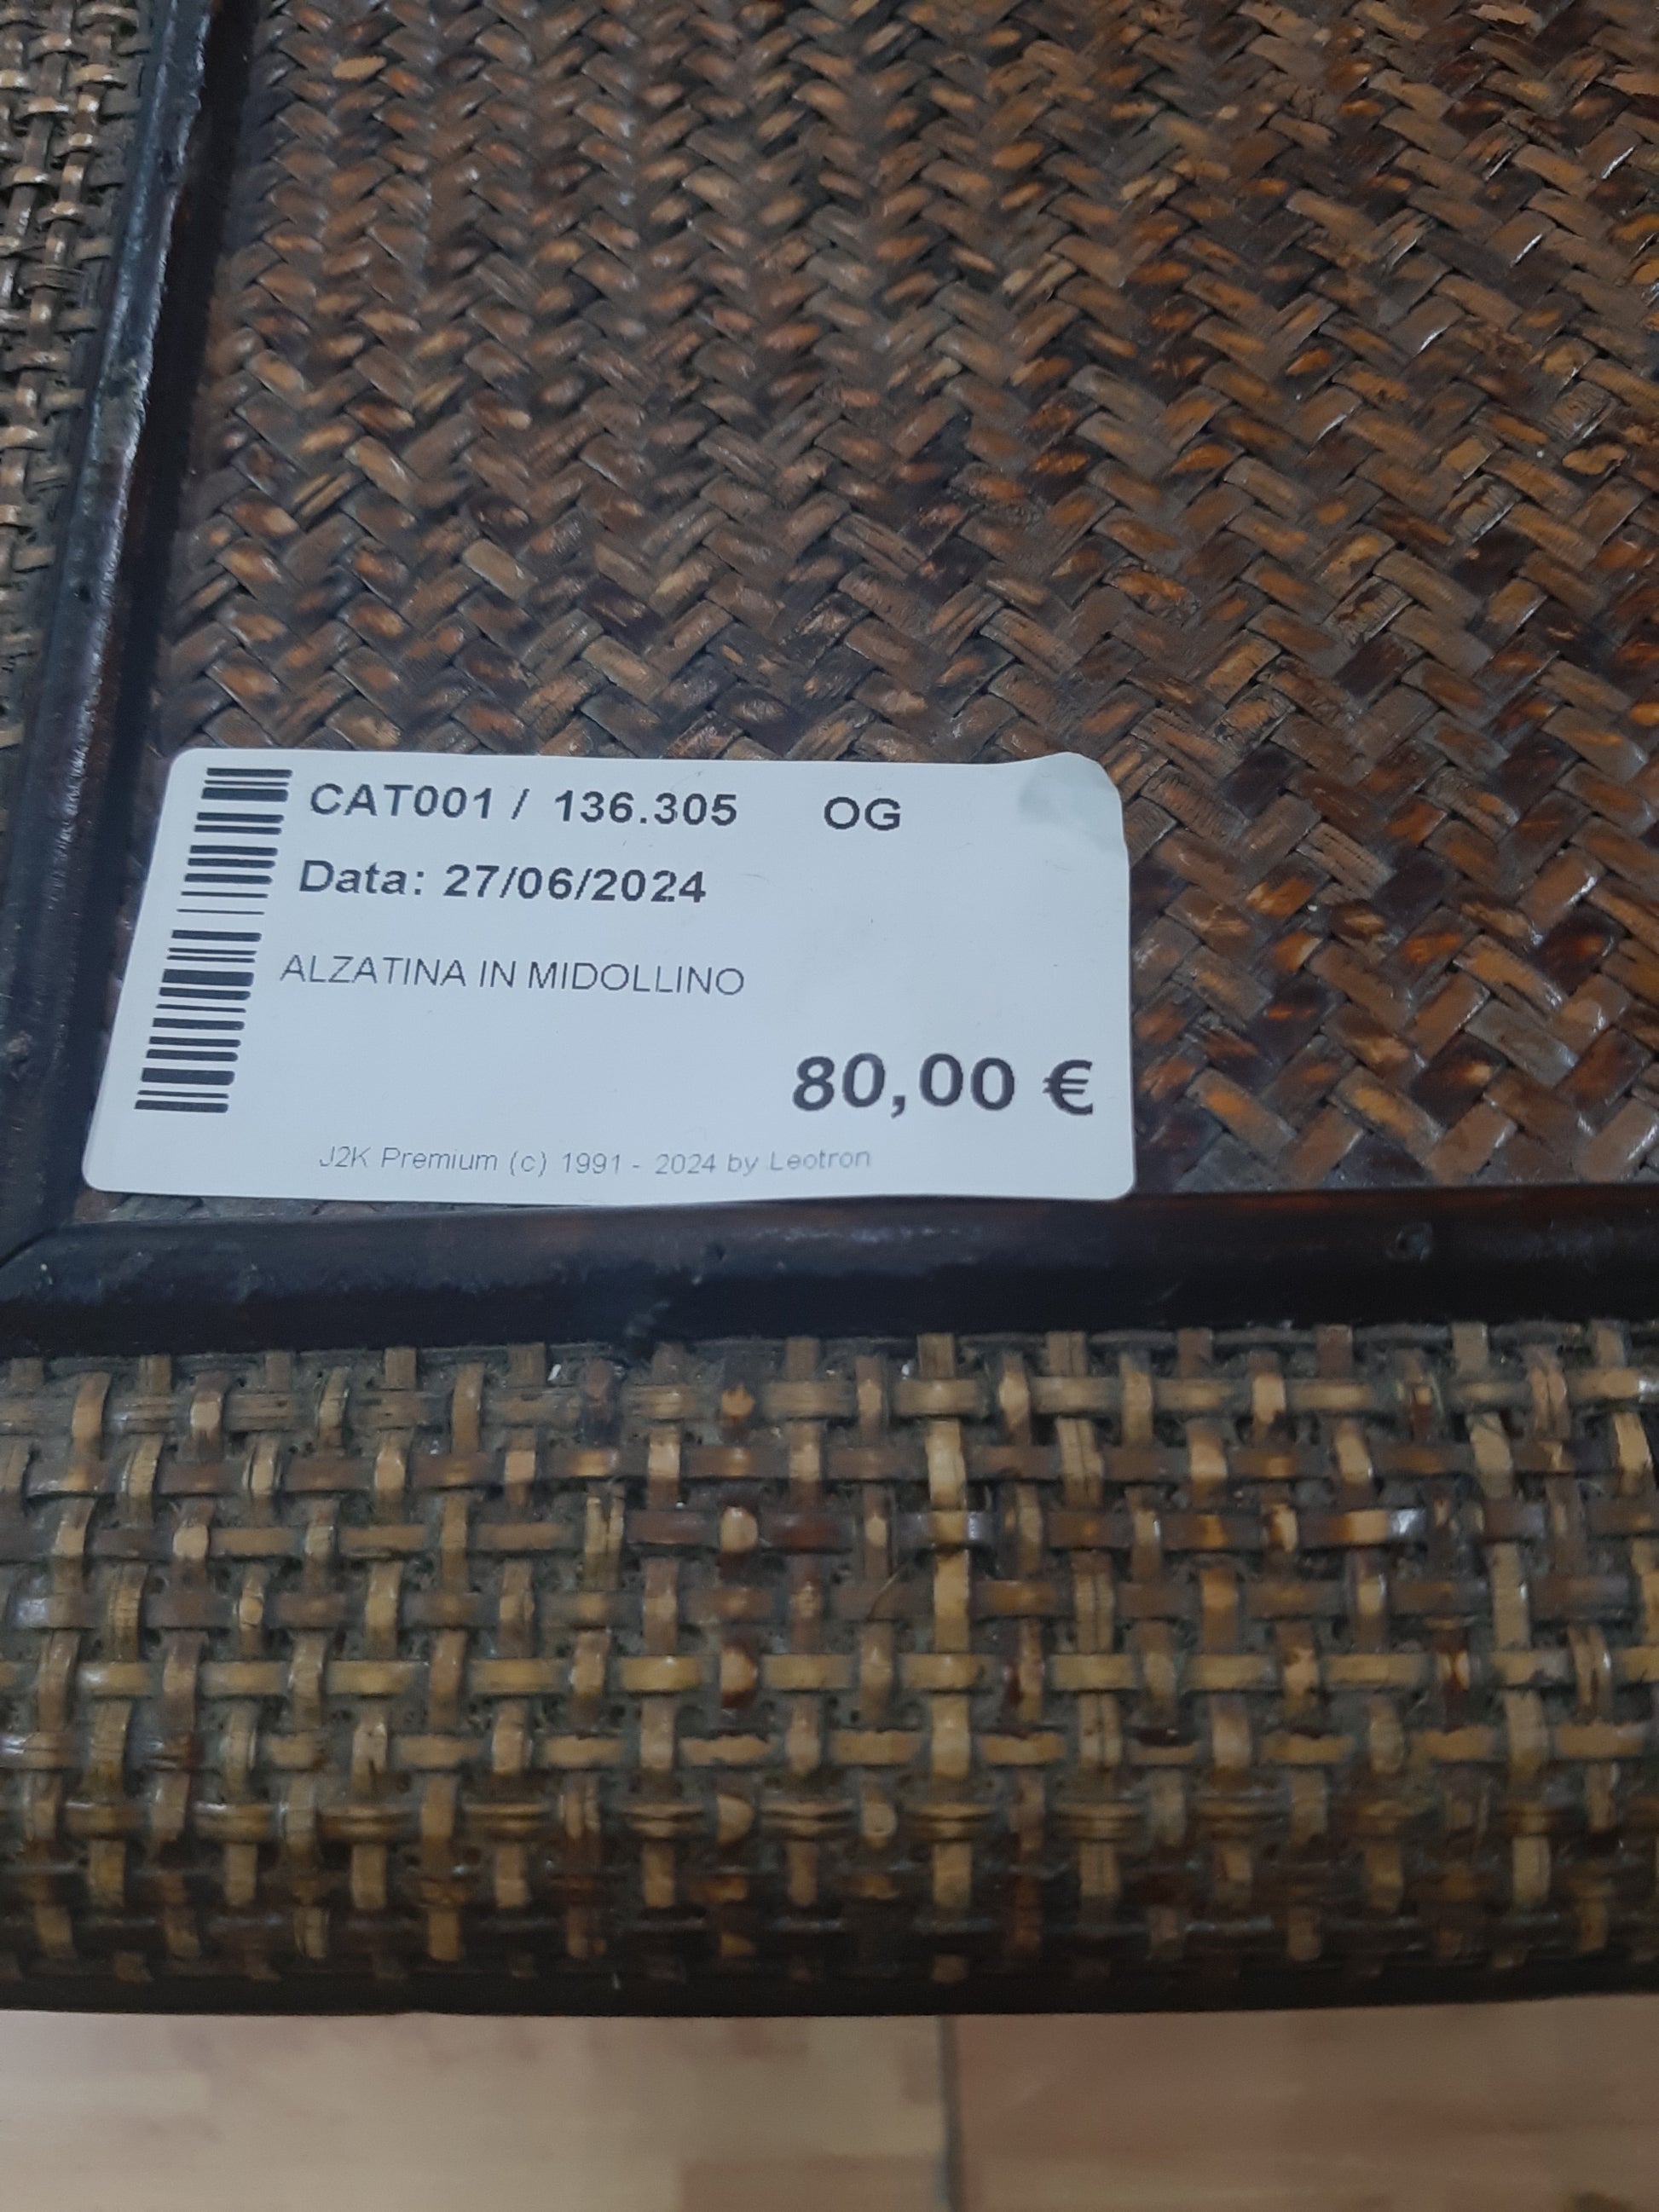 CAT001 / 136.305 OG
Data: 27/06/2024
ALZATINA IN MIDOLLINO
80,00 €
J2K Premium (c) 1991 - 2024 by Leotron